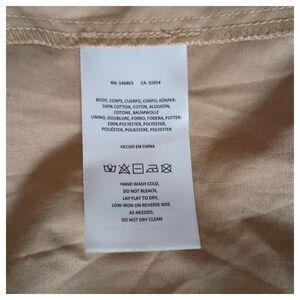 RN: 146863 CA: 32054
BODY, CORPS, CUERPO, CORPO, KÖRPER:
100% COTTON, COTON, ALGODÓN,
COTONE, BAUMWOLLE
LINING, DOUBLURE, FORRO, FODERA, FUTTER:
100% POLYESTER, POLYESTER,
POLIÉSTER, POLIESTERE, POLYESTER
HECHO EN CHINA
HAND WASH COLD,
DO NOT BLEACH,
LAY FLAT TO DRY,
LOW IRON ON REVERSE SIDE
AS NEEDED,
DO NOT DRY CLEAN